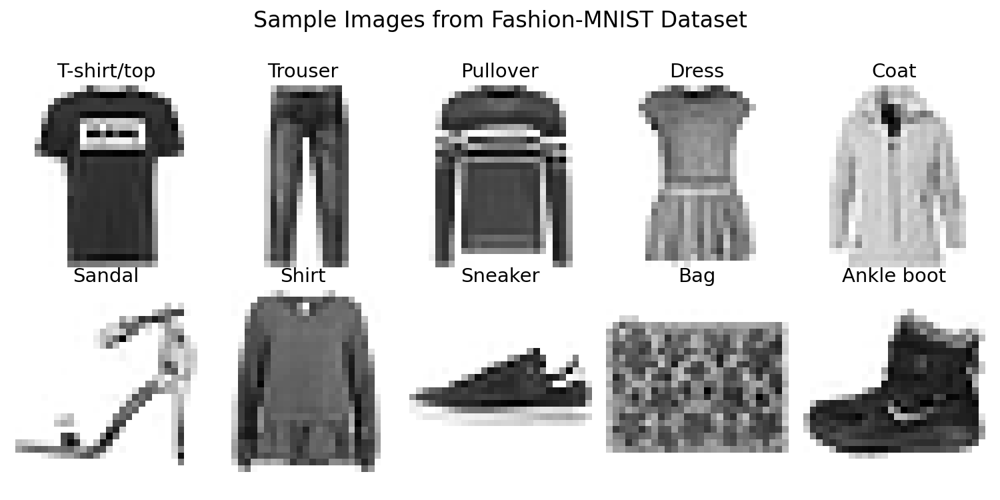 Sample Images from Fashion-MNIST Dataset
T-shirt/top
Trouser
Pullover
Dress
Coat
Sandal
Shirt
Sneaker
Bag
Ankle boot